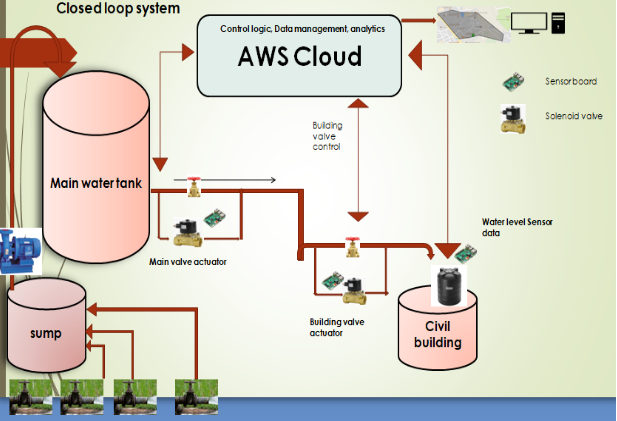 Closed loop system
Control logic, Data management, analytics
AWS Cloud
Sensor board
Solenoid valve
Building
valve
control
Main water tank
Water level Sensor
data
Main valve actuator
sump
Building valve
actuator
Civil
building